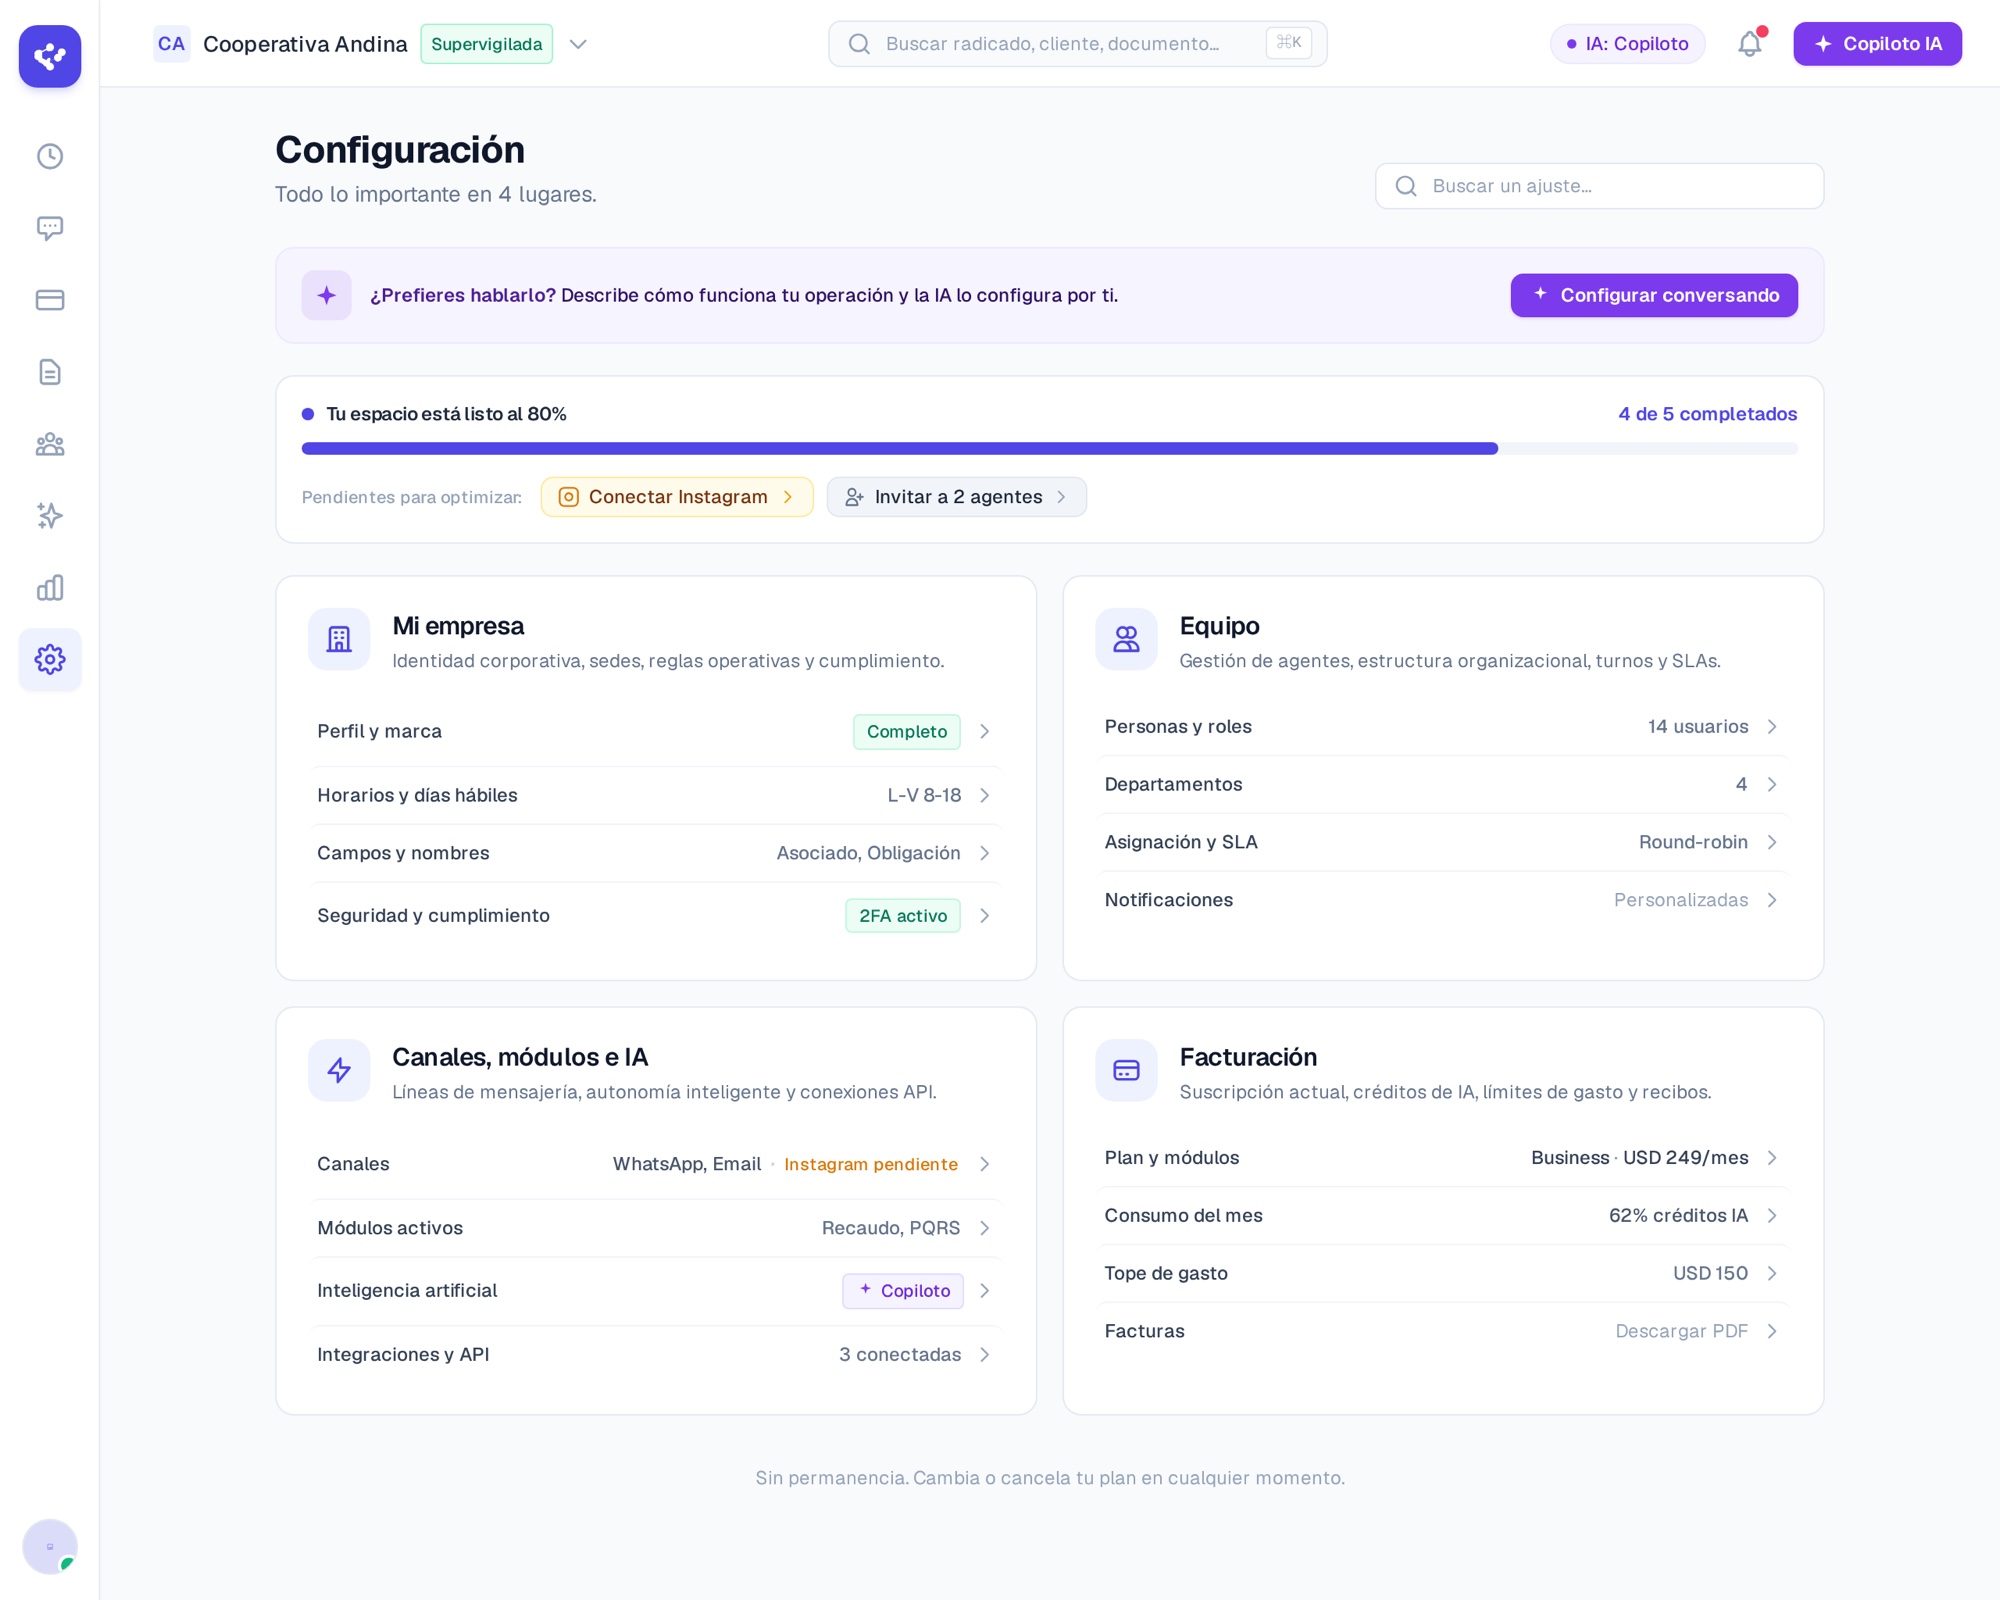 CA Cooperativa Andina Supervigilada
Buscar radicado, cliente, documento... ⌘K
IA: Copiloto
Copiloto IA
Configuración
Todo lo importante en 4 lugares.
Buscar un ajuste...
¿Prefieres hablarlo? Describe cómo funciona tu operación y la IA lo configura por ti.
Configurar conversando
Tu espacio está listo al 80%
4 de 5 completados
Pendientes para optimizar: Conectar Instagram Invitar a 2 agentes
Mi empresa
Identidad corporativa, sedes, reglas operativas y cumplimiento.
Perfil y marca Completo
Horarios y días hábiles L-V 8-18
Campos y nombres Asociado, Obligación
Seguridad y cumplimiento 2FA activo
Equipo
Gestión de agentes, estructura organizacional, turnos y SLAs.
Personas y roles 14 usuarios
Departamentos 4
Asignación y SLA Round-robin
Notificaciones Personalizadas
Canales, módulos e IA
Líneas de mensajería, autonomía inteligente y conexiones API.
Canales WhatsApp, Email · Instagram pendiente
Módulos activos Recaudo, PQRS
Inteligencia artificial Copiloto
Integraciones y API 3 conectadas
Facturación
Suscripción actual, créditos de IA, límites de gasto y recibos.
Plan y módulos Business · USD 249/mes
Consumo del mes 62% créditos IA
Tope de gasto USD 150
Facturas Descargar PDF
Sin permanencia. Cambia o cancela tu plan en cualquier momento.